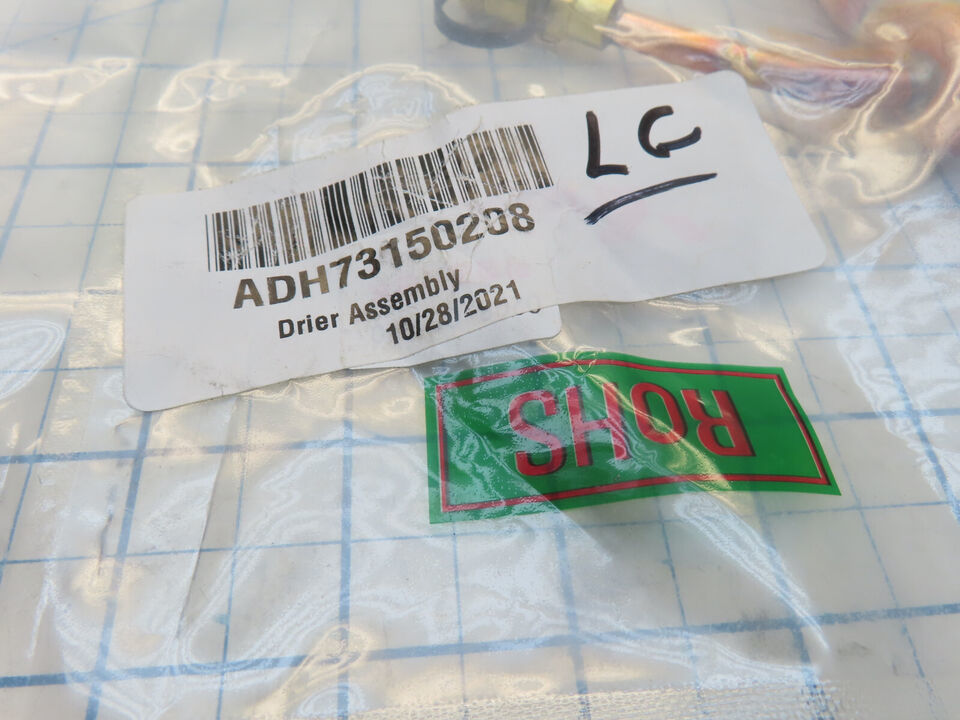 LG
ADH73150208
Drier Assembly
10/28/2021
ROHS